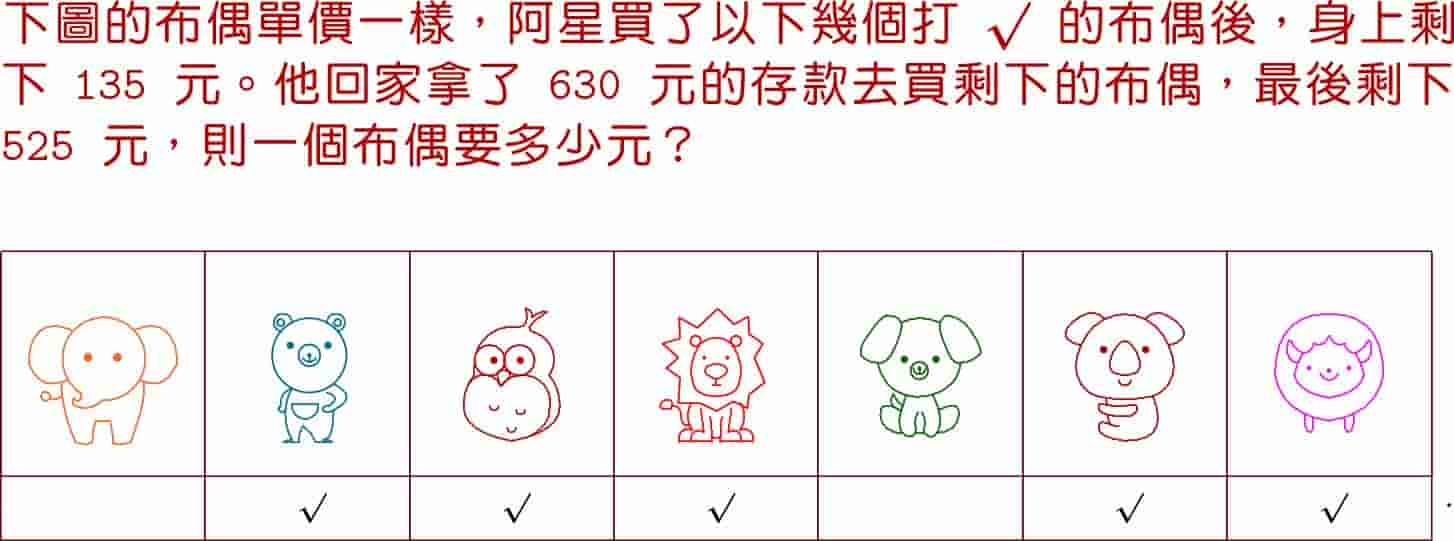 下圖的布偶單價一樣，阿星買了以下幾個打 √ 的布偶後，身上剩
下 135 元。他回家拿了 630 元的存款去買剩下的布偶，最後剩下
525 元，則一個布偶要多少元？
√ √ √ √ √ .